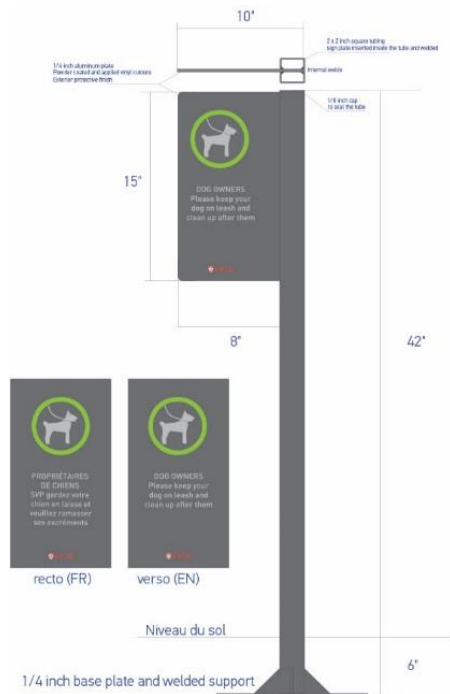 10"
2 x 2 inch square tubing
sign plate inserted inside the tube and welded
1/4 inch aluminum plate
Powder coated and applied vinyl cutouts
Exterior protective finish
Internal welds
1/8 inch cap
to seal the tube
15"
DOG OWNERS
Please keep your
dog on leash and
clean up after them
8"
42"
PROPRIÉTAIRES
DE CHIENS
SVP gardez votre
chien en laisse et
veuillez ramasser
ses excréments
DOG OWNERS
Please keep your
dog on leash and
clean up after them
recto (FR)
verso (EN)
Niveau du sol
6"
1/4 inch base plate and welded support